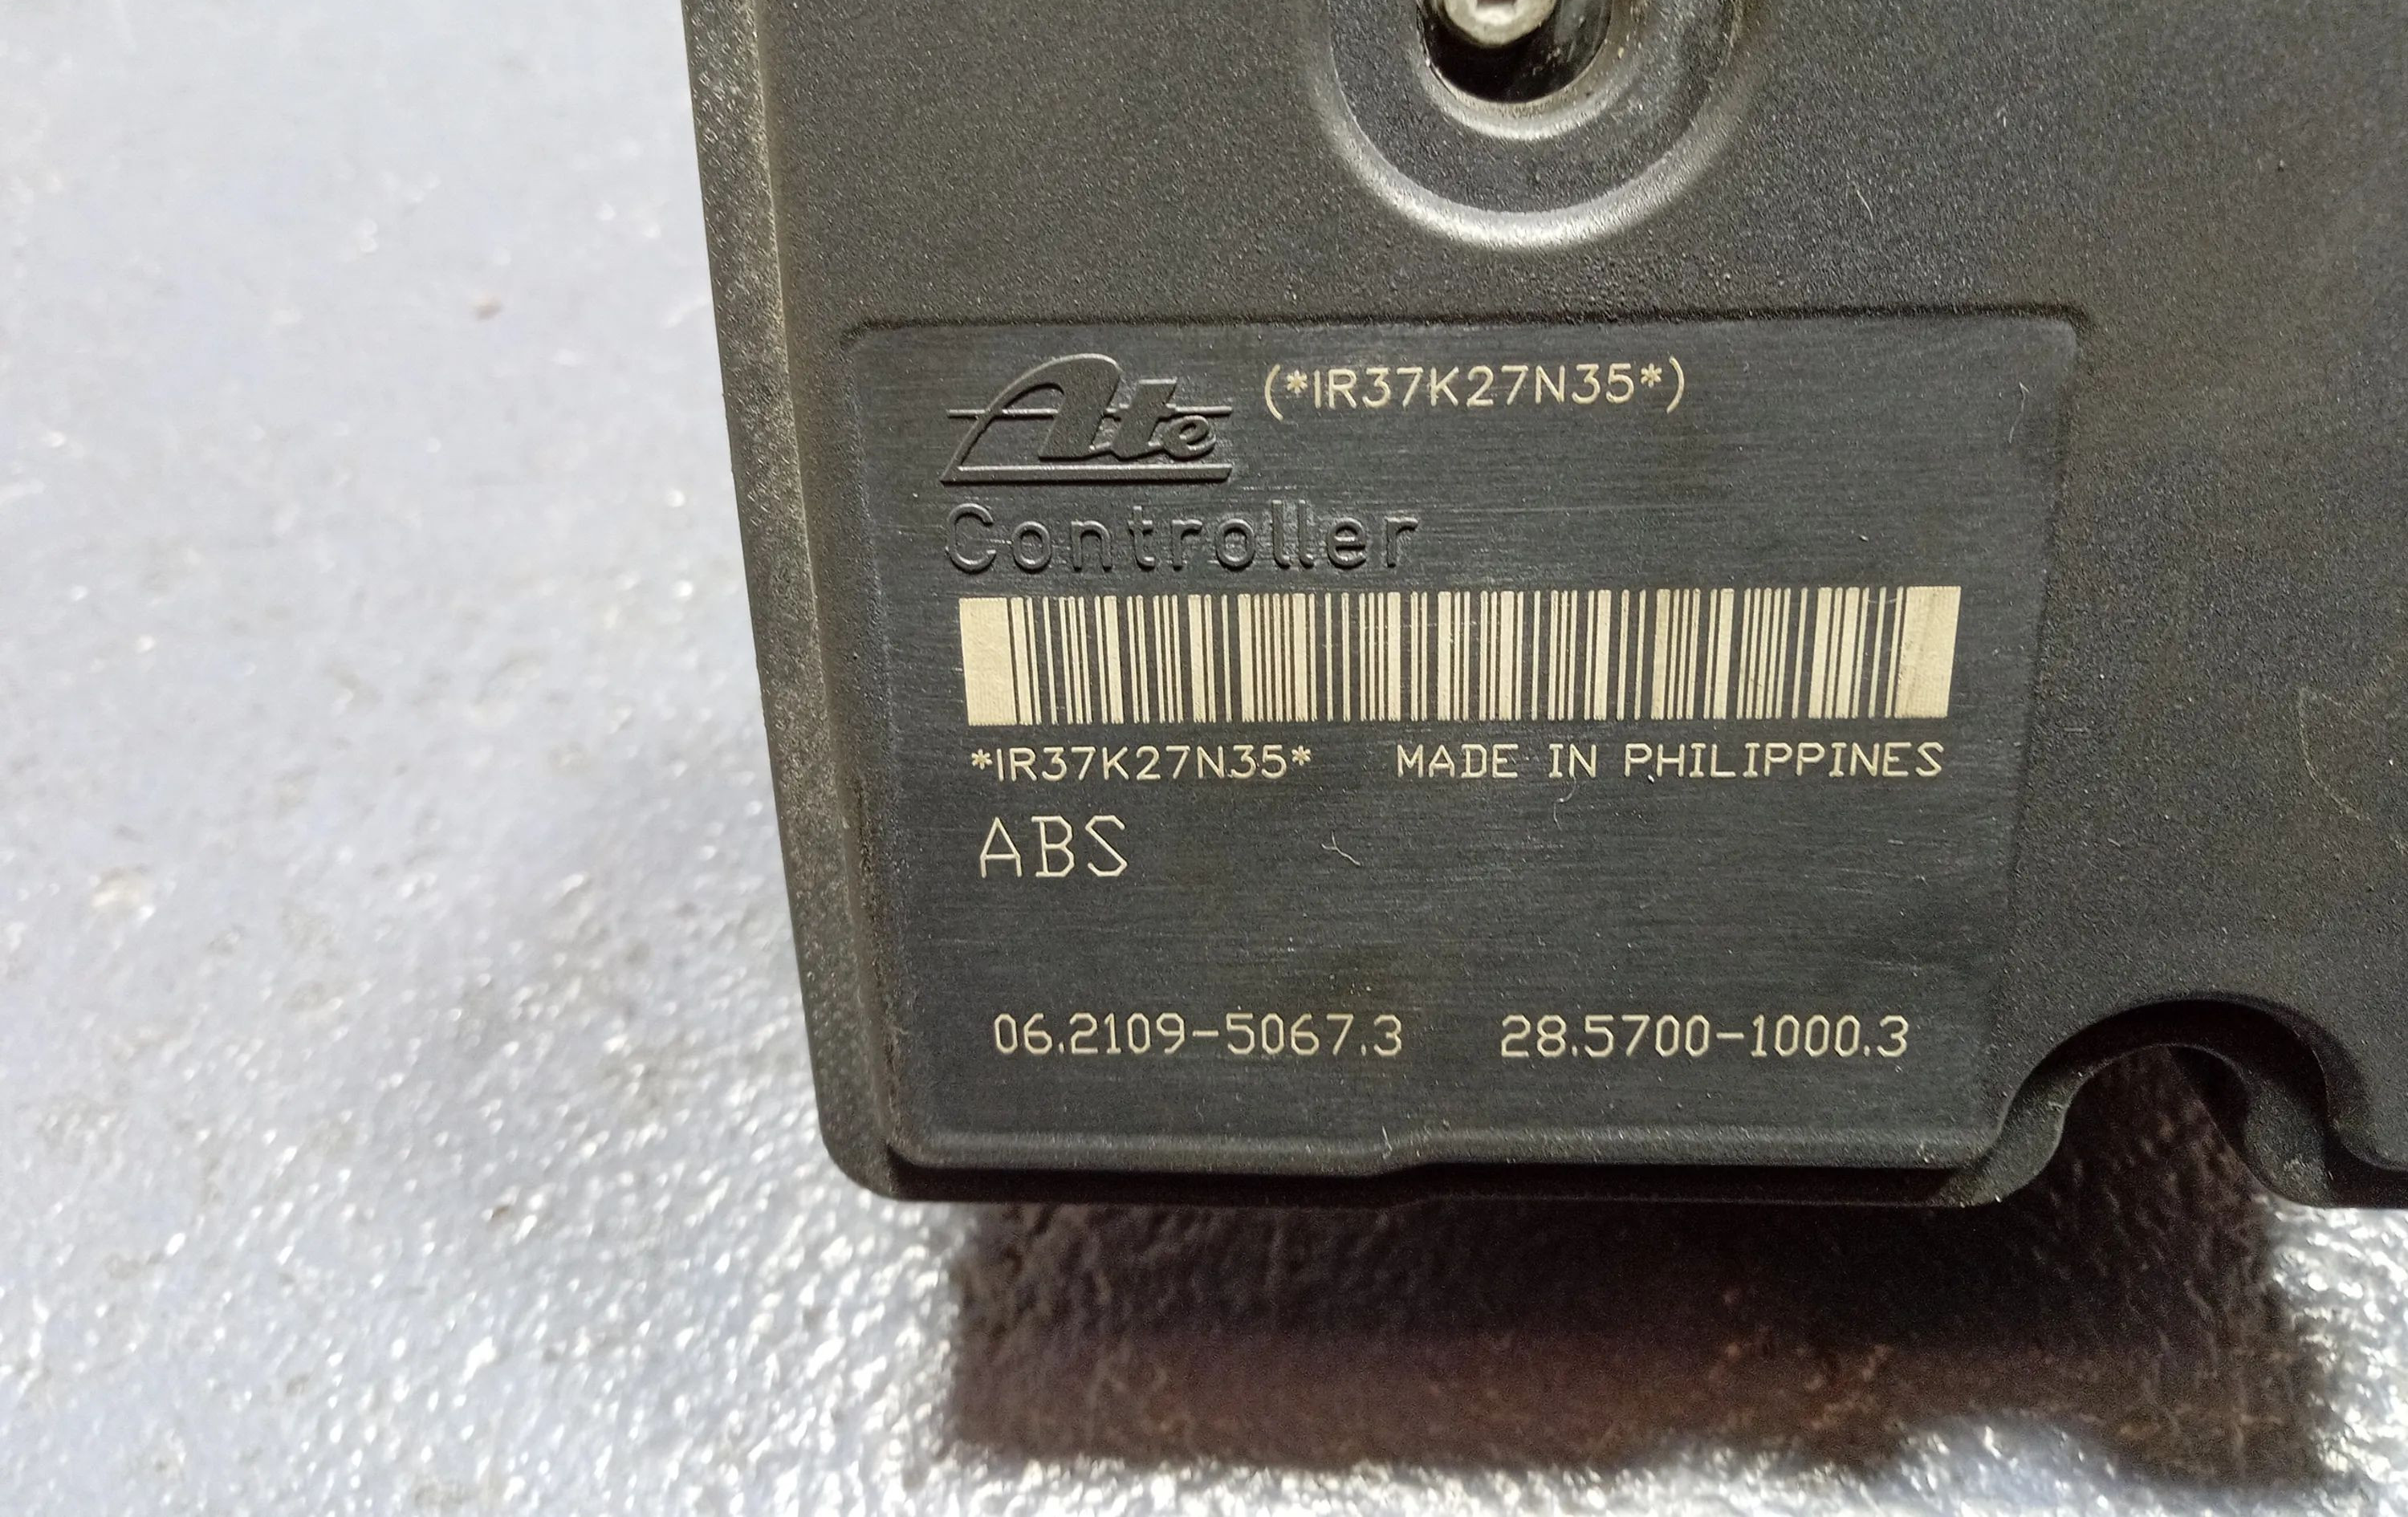 Ate (*IR37K27N35*)
Controller
*IR37K27N35* MADE IN PHILIPPINES
ABS
06.2109-5067.3 28.5700-1000.3